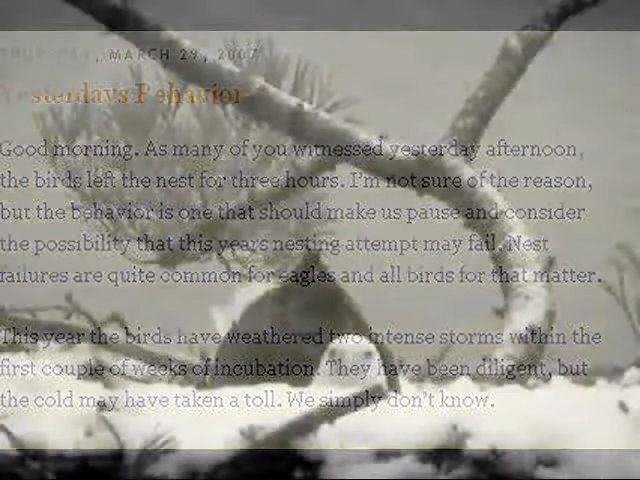 THURSDAY, MARCH 29, 2007
Yesterdays Behavior
Good morning. As many of you witnessed yesterday afternoon,
the birds left the nest for three hours. I'm not sure of the reason,
but the behavior is one that should make us pause and consider
the possibility that this years nesting attempt may fail. Nest
failures are quite common for eagles and all birds for that matter.
This year the birds have weathered two intense storms within the
first couple of weeks of incubation. They have been diligent, but
the cold may have taken a toll. We simply don't know.